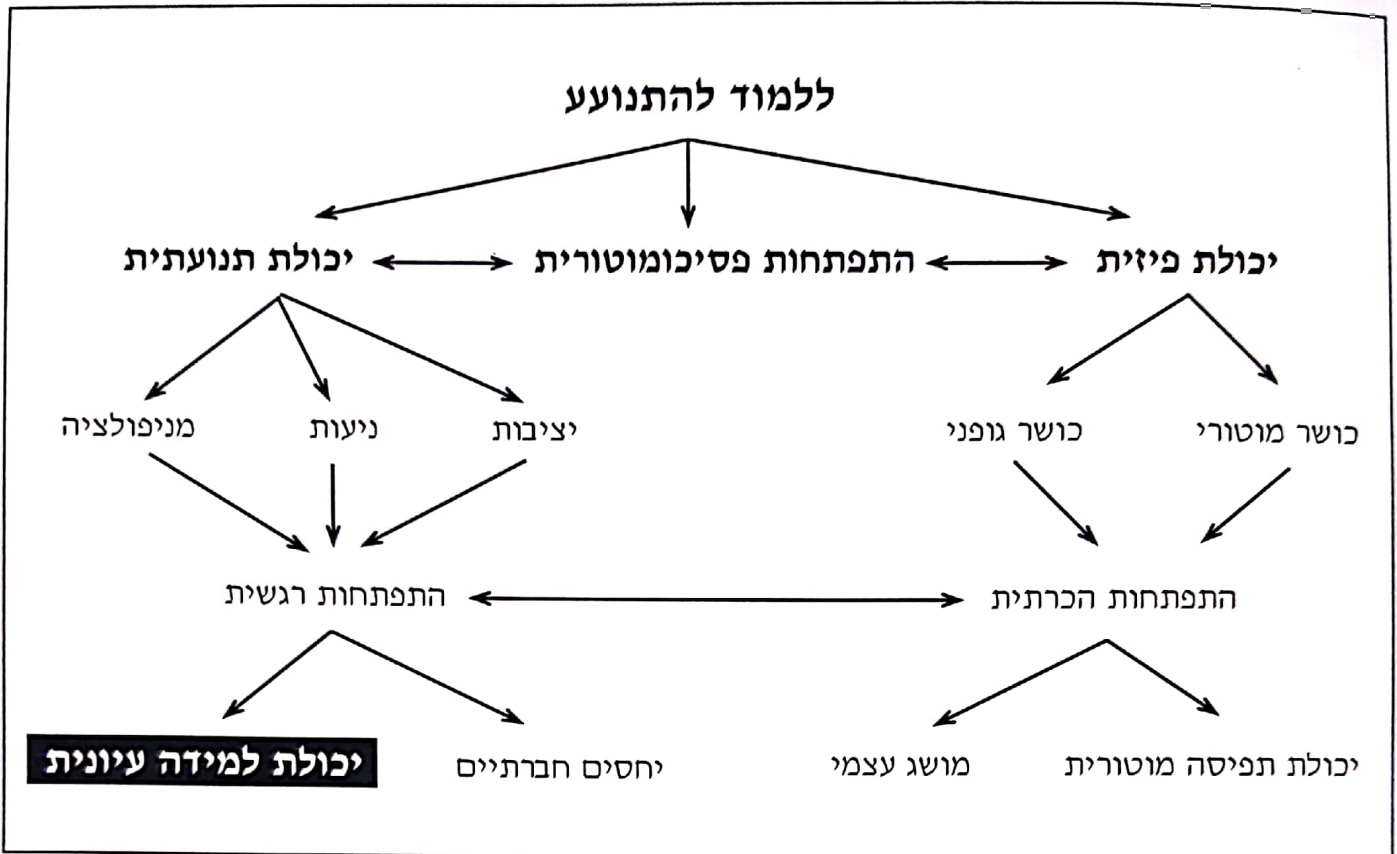 ללמוד להתנועע
יכולת פיזית התפתחות פסיכומוטורית יכולת תנועתית
כושר מוטורי כושר גופני יציבות ניעות מניפולציה
התפתחות הכרתית התפתחות רגשית
יכולת תפיסה מוטורית מושג עצמי יחסים חברתיים יכולת למידה עיונית